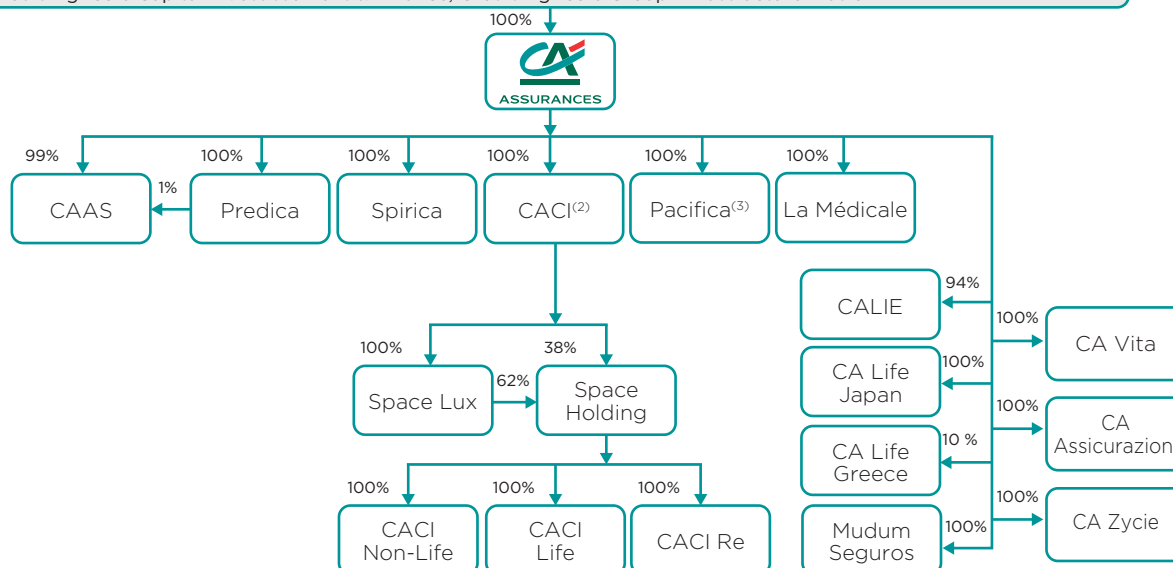 100%
CA
ASSURANCES
99%
100%
100%
100%
100%
100%
CAAS
1%
Predica
Spirica
CACI(2)
Pacifica(3)
La Médicale
94%
CALIE
100%
CA Vita
100%
CA Life
Japan
100%
CA
Assicurazion
10 %
CA Life
Greece
100%
CA Zycie
100%
Mudum
Seguros
100%
38%
Space Lux
62%
Space
Holding
100%
100%
100%
CACI
Non-Life
CACI
Life
CACI Re